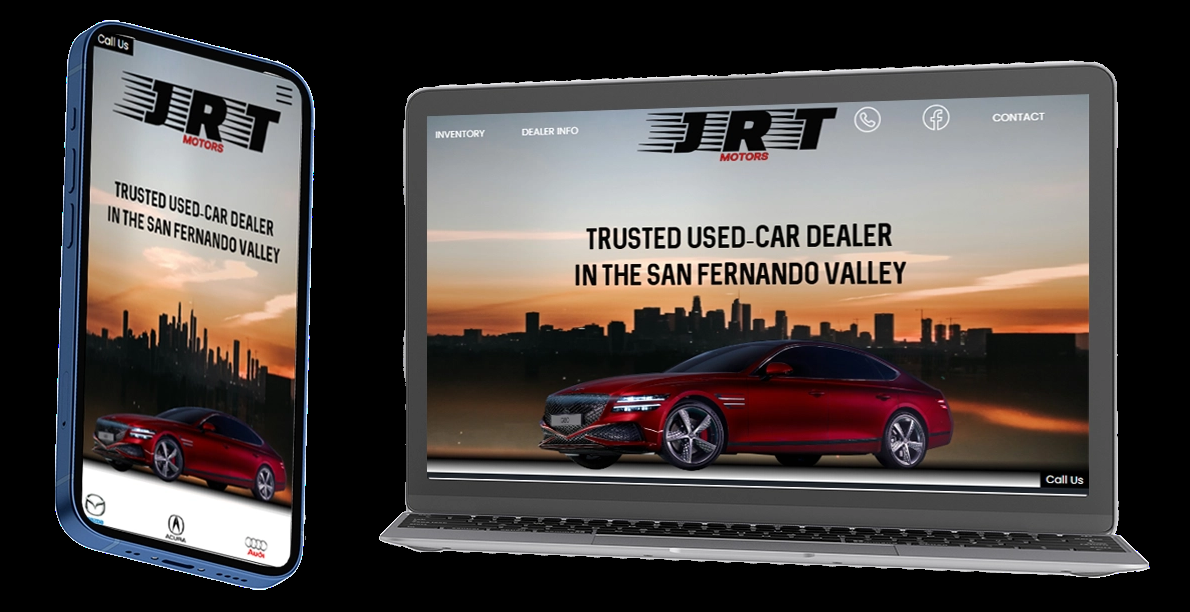 Call Us
JRT
MOTORS
TRUSTED USED-CAR DEALER
IN THE SAN FERNANDO VALLEY
ACURA
Audi
INVENTORY
DEALER INFO
JRT
MOTORS
CONTACT
TRUSTED USED-CAR DEALER
IN THE SAN FERNANDO VALLEY
Call Us